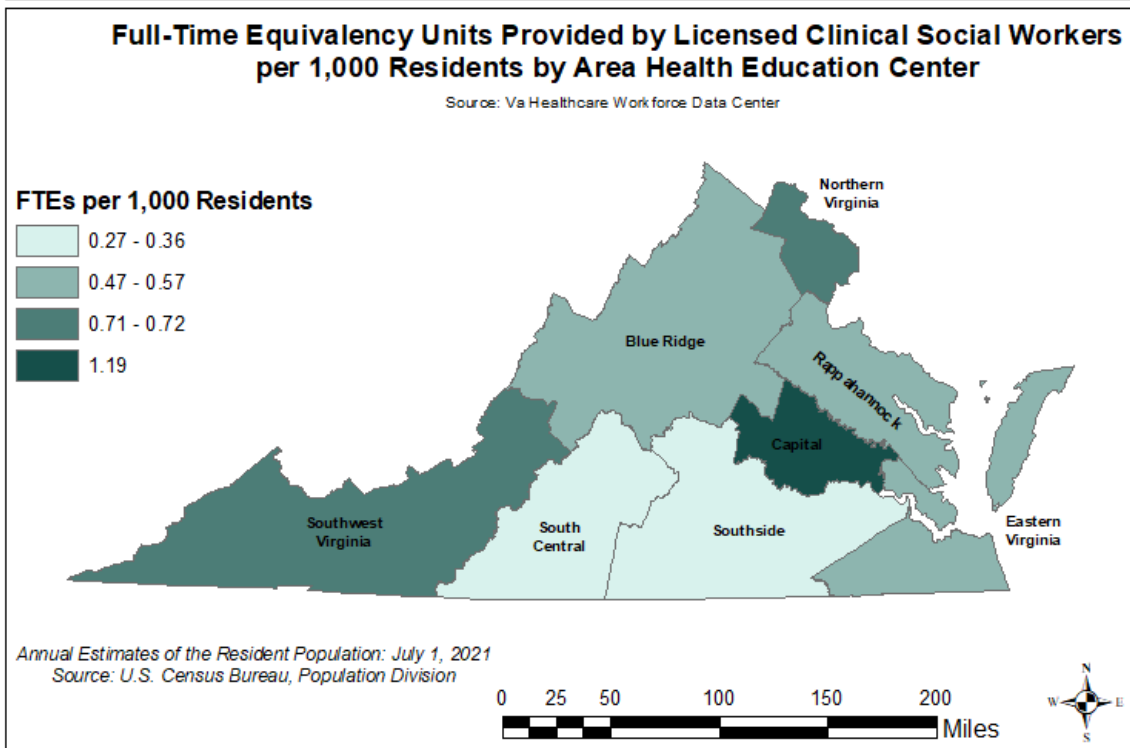 Full-Time Equivalency Units Provided by Licensed Clinical Social Workers
per 1,000 Residents by Area Health Education Center
Source: Va Healthcare Workforce Data Center
FTEs per 1,000 Residents
0.27 - 0.36
0.47 - 0.57
0.71 - 0.72
1.19
Northern
Virginia
Blue Ridge
Rappahannock
Capital
Southwest
Virginia
South
Central
Southside
Eastern
Virginia
Annual Estimates of the Resident Population: July 1, 2021
Source: U.S. Census Bureau, Population Division
0 25 50 100 150 200
Miles
N
W E
S